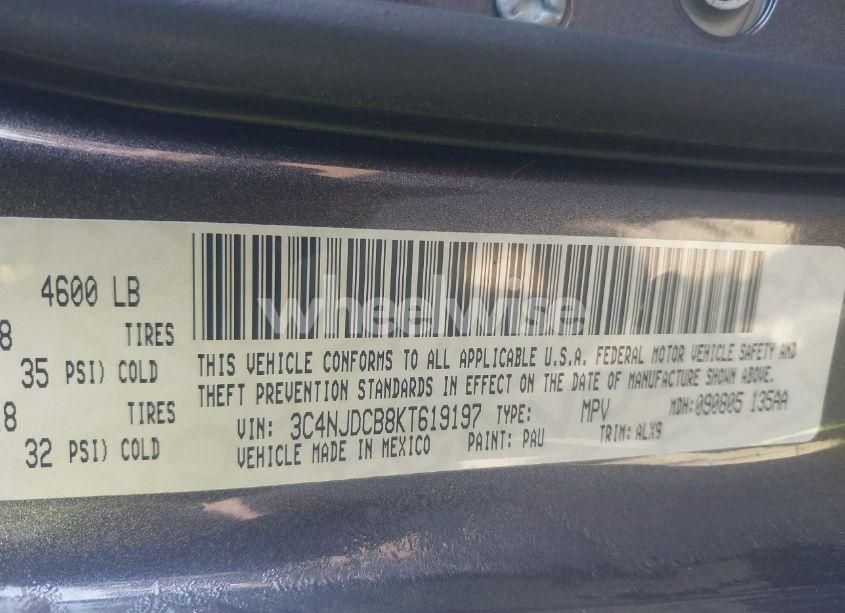 4600 LB
8 TIRES
35 PSI) COLD
18 TIRES
32 PSI) COLD
wheelwise
THIS VEHICLE CONFORMS TO ALL APPLICABLE U.S.A. FEDERAL MOTOR VEHICLE SAFETY AND
THEFT PREVENTION STANDARDS IN EFFECT ON THE DATE OF MANUFACTURE SHOWN ABOVE.
VIN: 3C4NJDCB8KT619197 TYPE: MPV MDH:090805 135AA
VEHICLE MADE IN MEXICO PAINT: PAU TRIM: ALX9